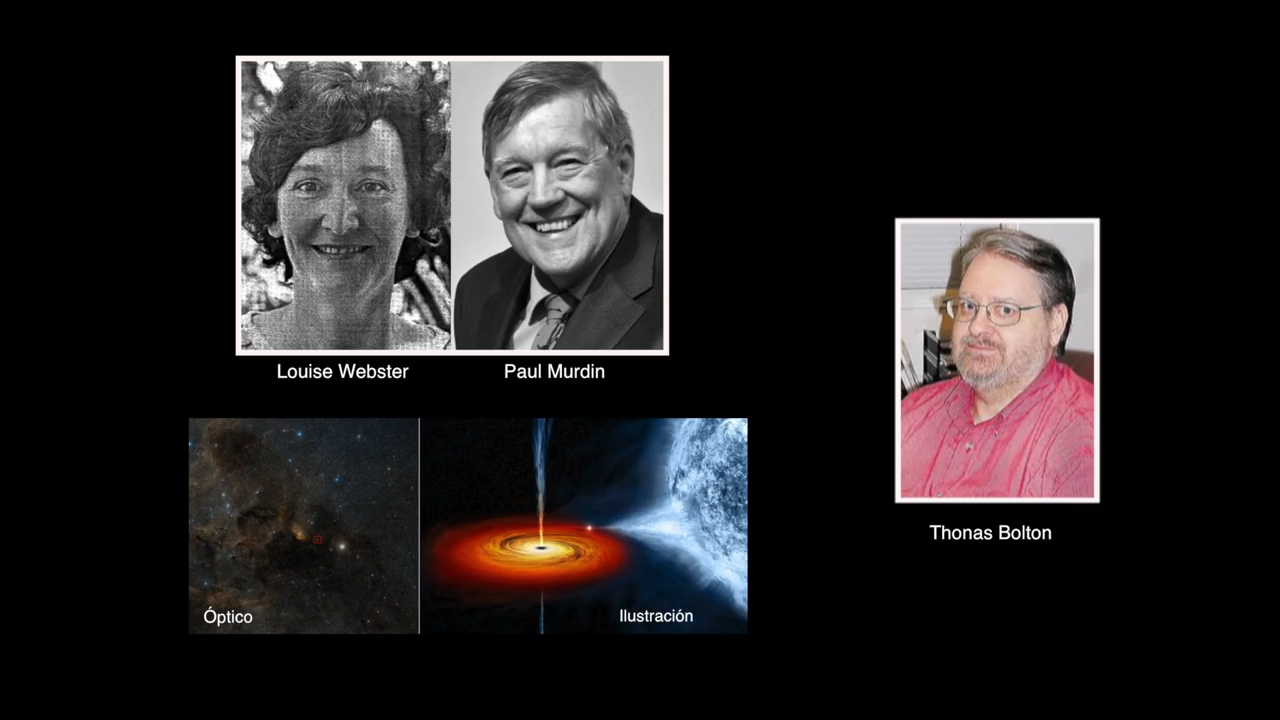 Louise Webster
Paul Murdin
Thonas Bolton
Óptico
Ilustración